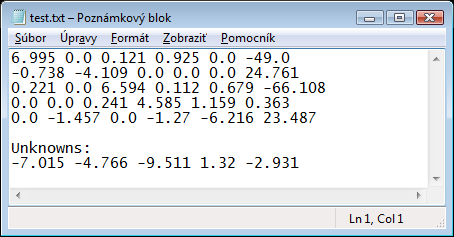 test.txt – Poznámkový blok
Súbor Úpravy Formát Zobraziť Pomocník
6.995 0.0 0.121 0.925 0.0 -49.0
-0.738 -4.109 0.0 0.0 0.0 24.761
0.221 0.0 6.594 0.112 0.679 -66.108
0.0 0.0 0.241 4.585 1.159 0.363
0.0 -1.457 0.0 -1.27 -6.216 23.487
Unknowns:
-7.015 -4.766 -9.511 1.32 -2.931
Ln 1, Col 1